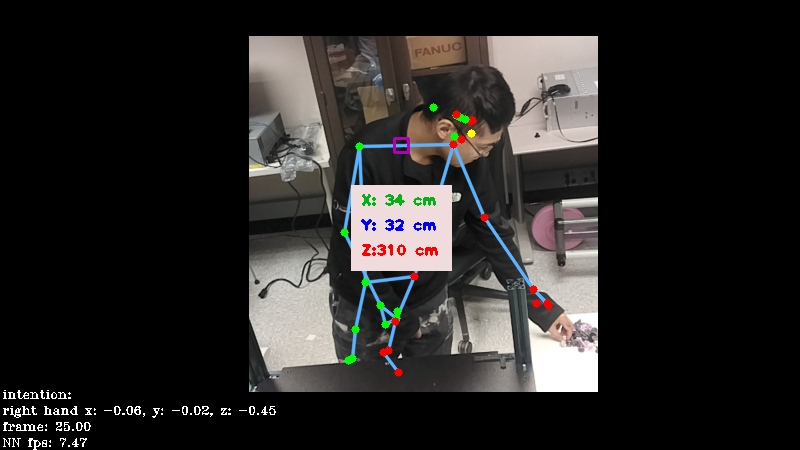 FANUC
X: 34 cm
Y: 32 cm
Z:310 cm
intention:
right hand x: -0.06, y: -0.02, z: -0.45
frame: 25.00
NN fps: 7.47